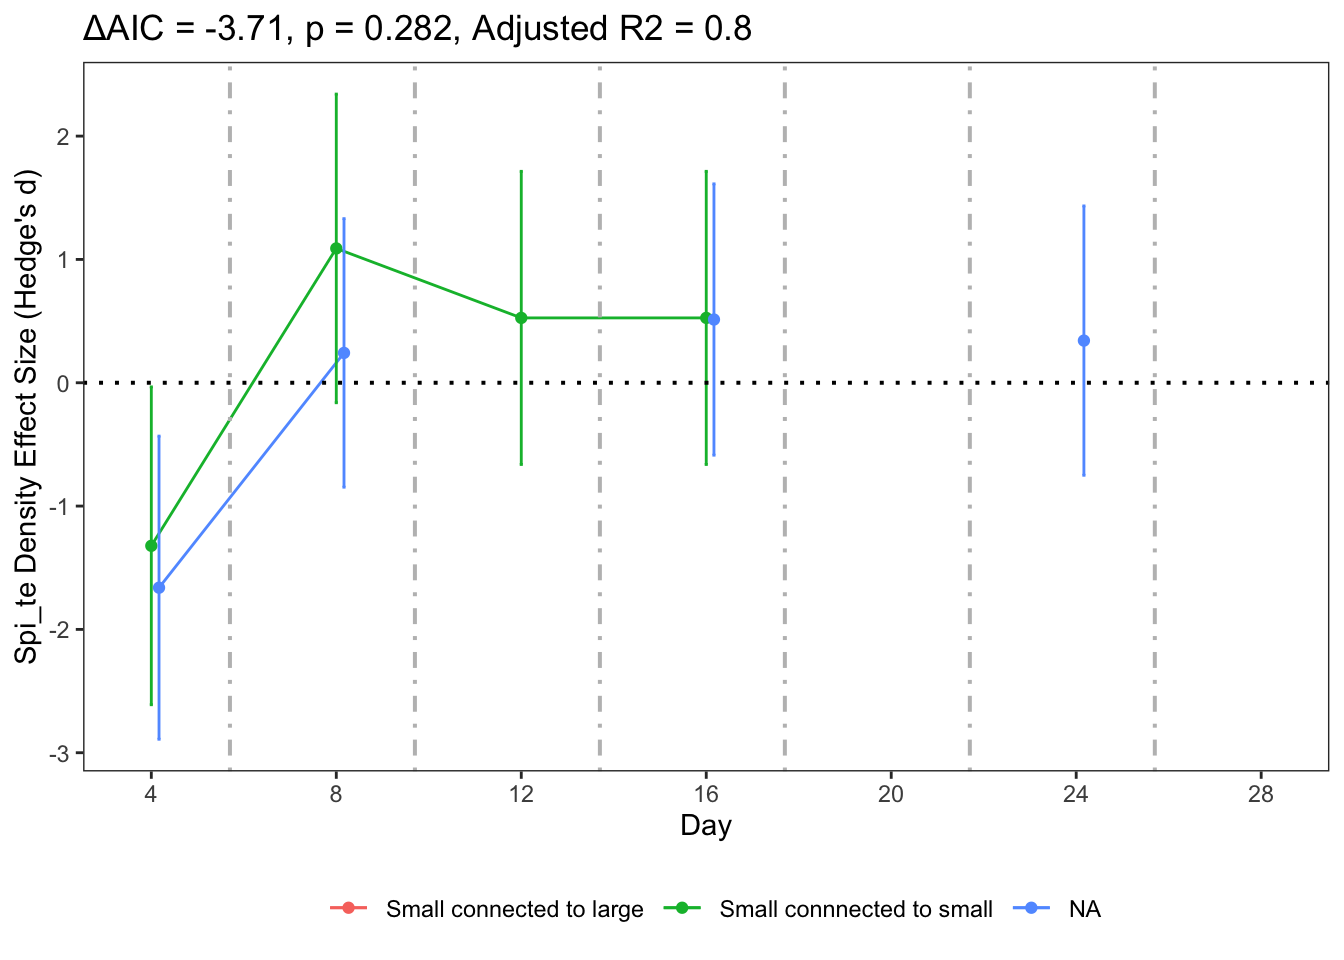 ΔAIC = -3.71, p = 0.282, Adjusted R2 = 0.8
Spi_te Density Effect Size (Hedge's d)
2
1
0
-1
-2
-3
4 8 12 16 20 24 28
Day
Small connected to large Small connnected to small NA